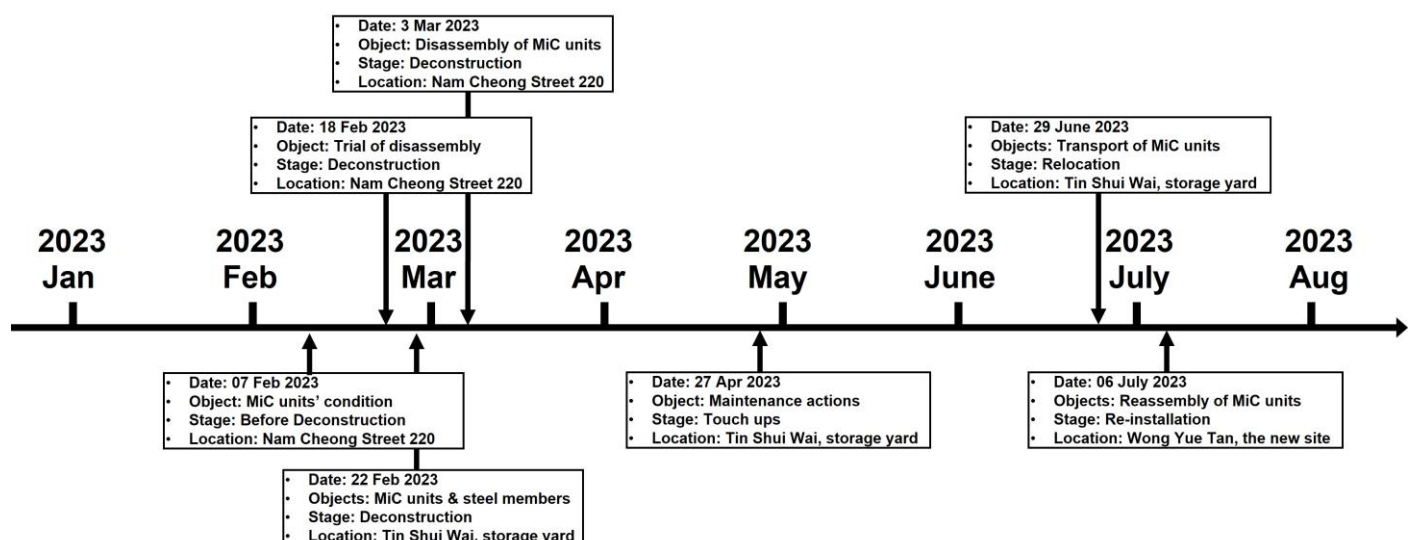 • Date: 3 Mar 2023
• Object: Disassembly of MiC units
• Stage: Deconstruction
• Location: Nam Cheong Street 220
• Date: 18 Feb 2023
• Object: Trial of disassembly
• Stage: Deconstruction
• Location: Nam Cheong Street 220
• Date: 29 June 2023
• Objects: Transport of MiC units
• Stage: Relocation
• Location: Tin Shui Wai, storage yard
2023 Jan
2023 Feb
2023 Mar
2023 Apr
2023 May
2023 June
2023 July
2023 Aug
• Date: 07 Feb 2023
• Object: MiC units’ condition
• Stage: Before Deconstruction
• Location: Nam Cheong Street 220
• Date: 27 Apr 2023
• Object: Maintenance actions
• Stage: Touch ups
• Location: Tin Shui Wai, storage yard
• Date: 06 July 2023
• Objects: Reassembly of MiC units
• Stage: Re-installation
• Location: Wong Yue Tan, the new site
• Date: 22 Feb 2023
• Objects: MiC units & steel members
• Stage: Deconstruction
• Location: Tin Shui Wai, storage yard